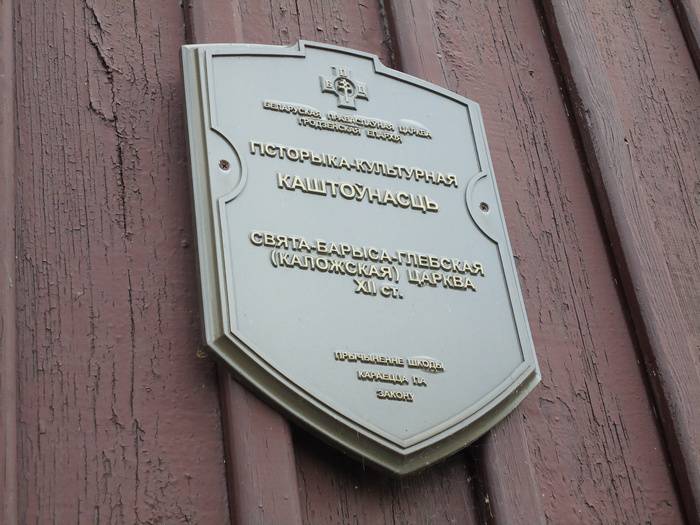 БЕЛАРУСКАЯ ПРАВАСЛАЎНАЯ ЦАРКВА
ГРОДЗЕНСКАЯ ЕПАРХІЯ
ГІСТОРЫКА-КУЛЬТУРНАЯ
КАШТОЎНАСЦЬ
СВЯТА-БАРЫСА-ГЛЕБСКАЯ
(КАЛОЖСКАЯ) ЦАРКВА
XII СТ.
ПРЫЧЫНЕННЕ ШКОДЫ
КАРАЕЦЦА ПА
ЗАКОНУ